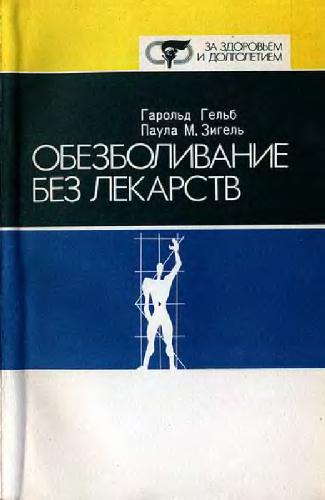 ЗА ЗДОРОВЬЕМ
И ДОЛГОЛЕТИЕМ
Гарольд Гельб
Паула М. Зигель
ОБЕЗБОЛИВАНИЕ
БЕЗ ЛЕКАРСТВ